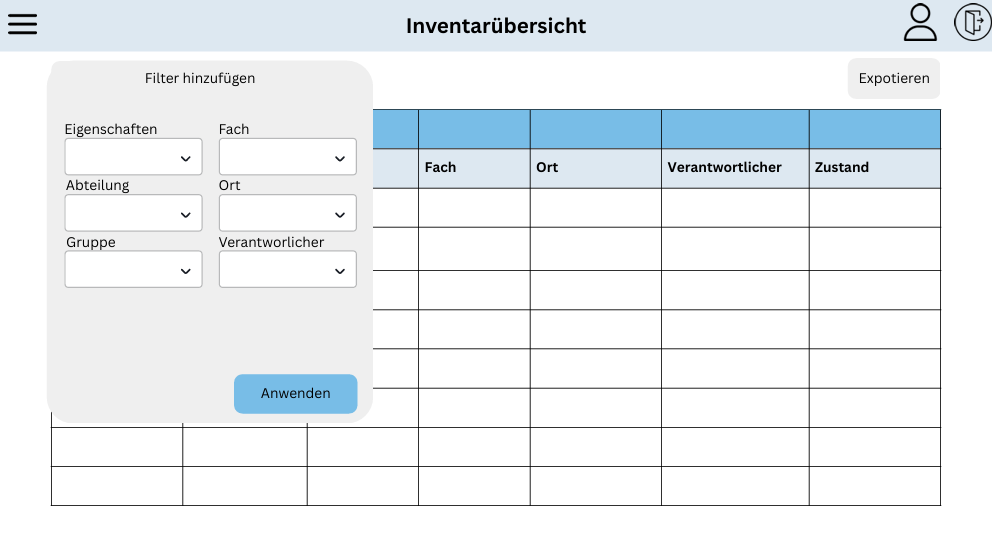 Inventarübersicht
Filter hinzufügen
Expotieren
Eigenschaften
Fach
Abteilung
Ort
Gruppe
Verantworlicher
Anwenden
Fach
Ort
Verantwortlicher
Zustand